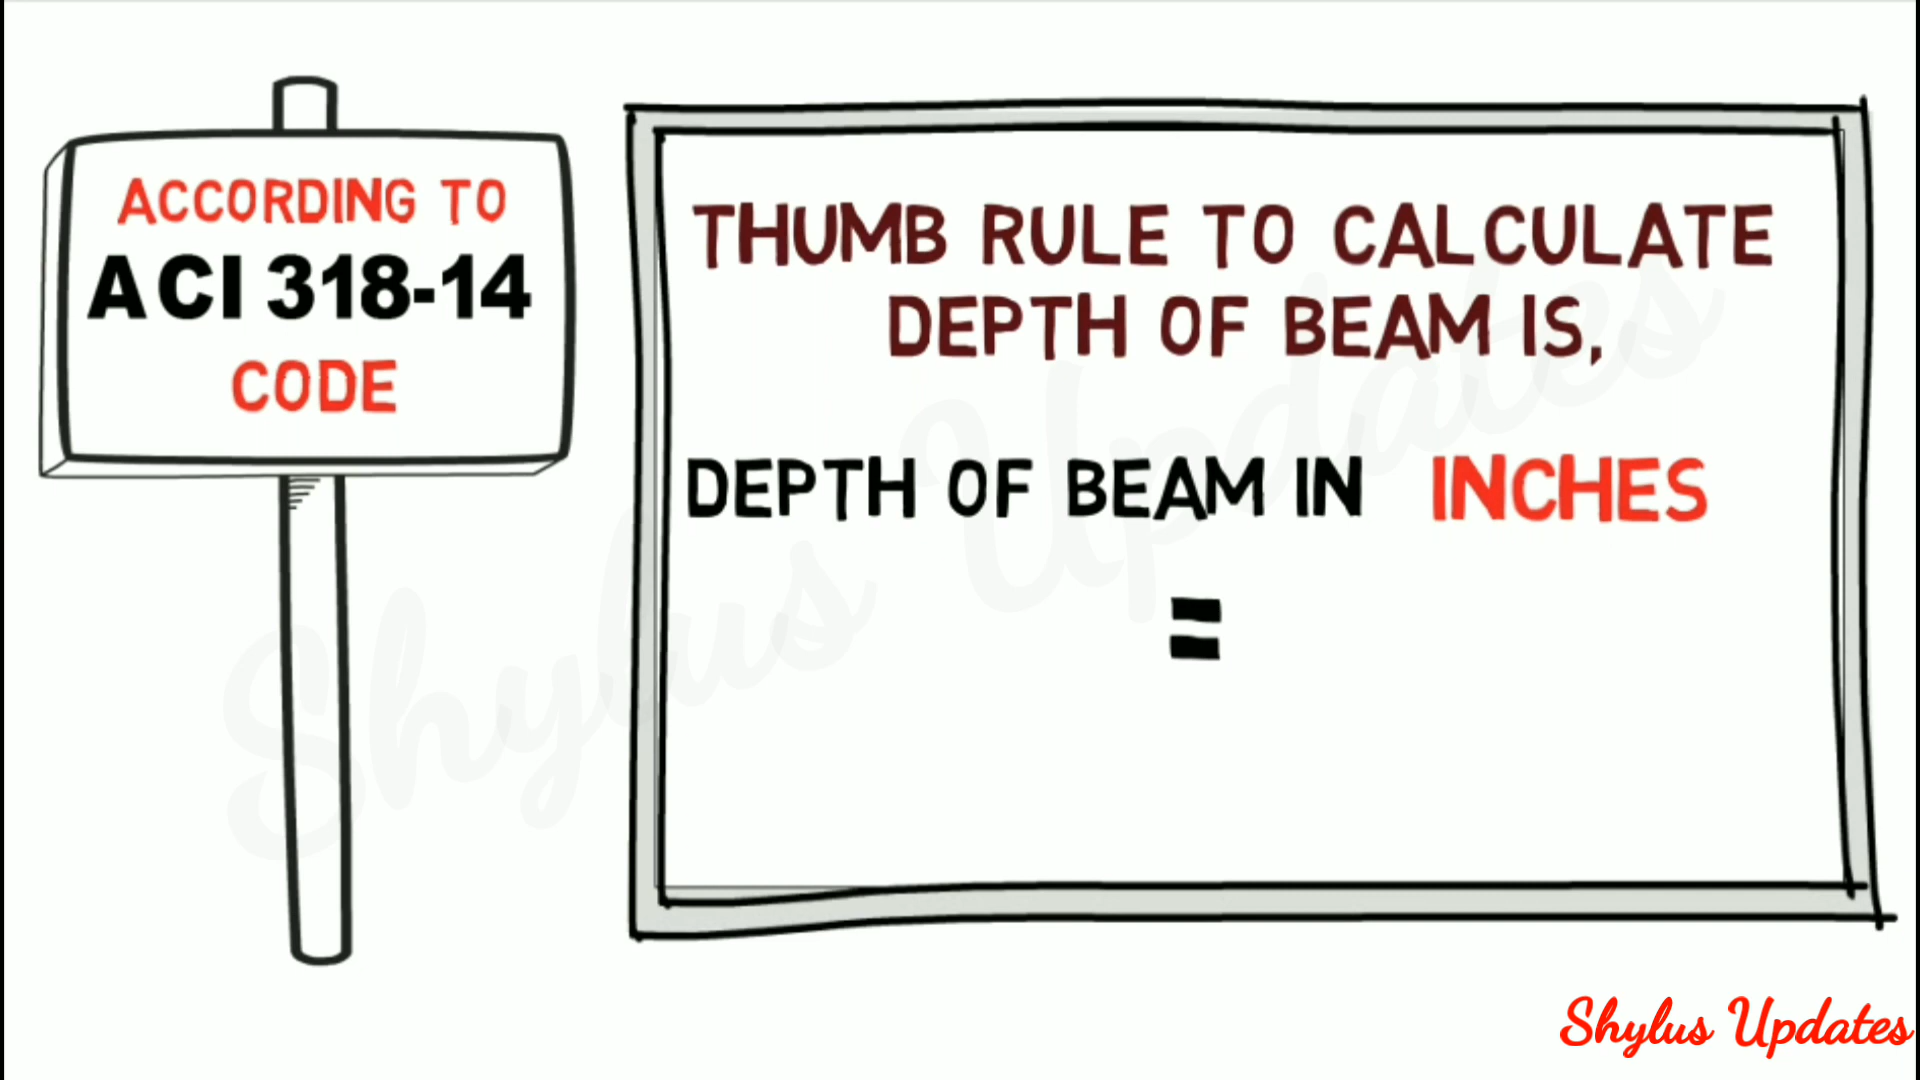 ACCORDING TO
ACI 318-14
CODE
THUMB RULE TO CALCULATE
DEPTH OF BEAM IS,
DEPTH OF BEAM IN INCHES
=
Shylus Updates
Shylus Updates